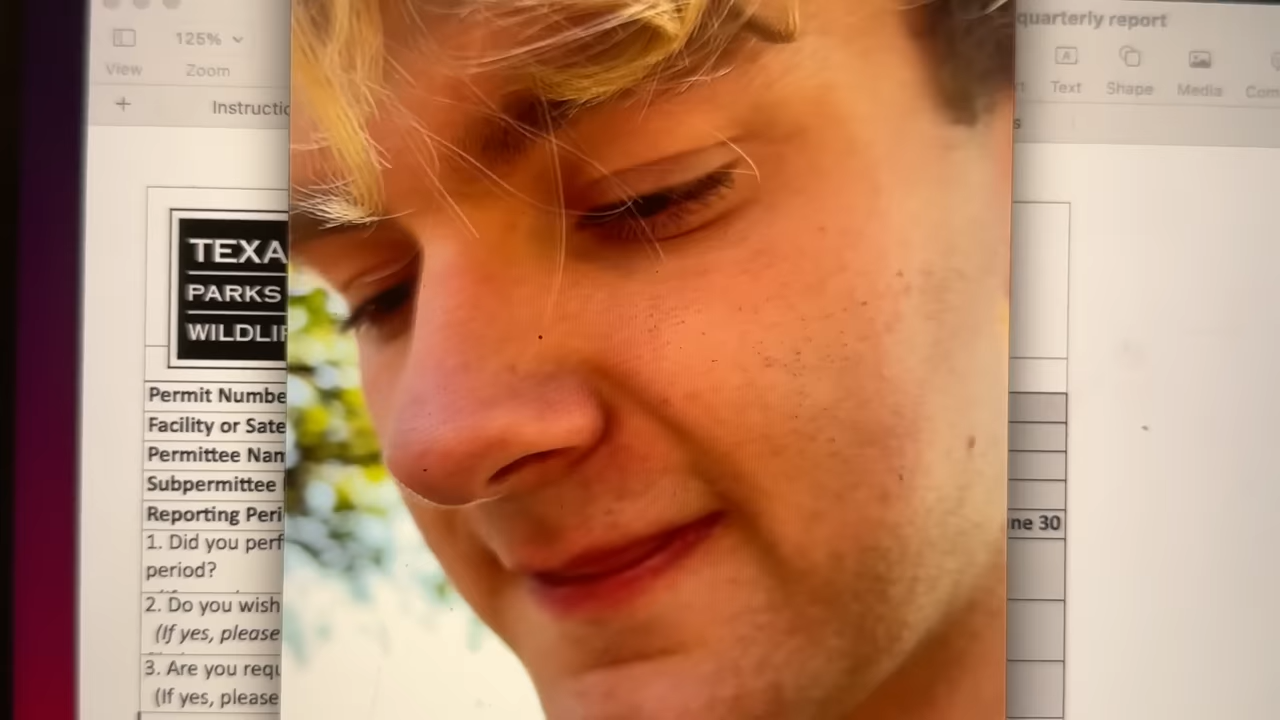 quarterly report
125%
View
Zoom
Text
Shape
Media
+
TEXA
PARKS
WILDLIF
Permit Numbe
Facility or Sate
Permittee Nam
Subpermittee
Reporting Peri
ne 30
1. Did you perf
period?
2. Do you wish
(If yes, please
3. Are you requ
(If yes, please